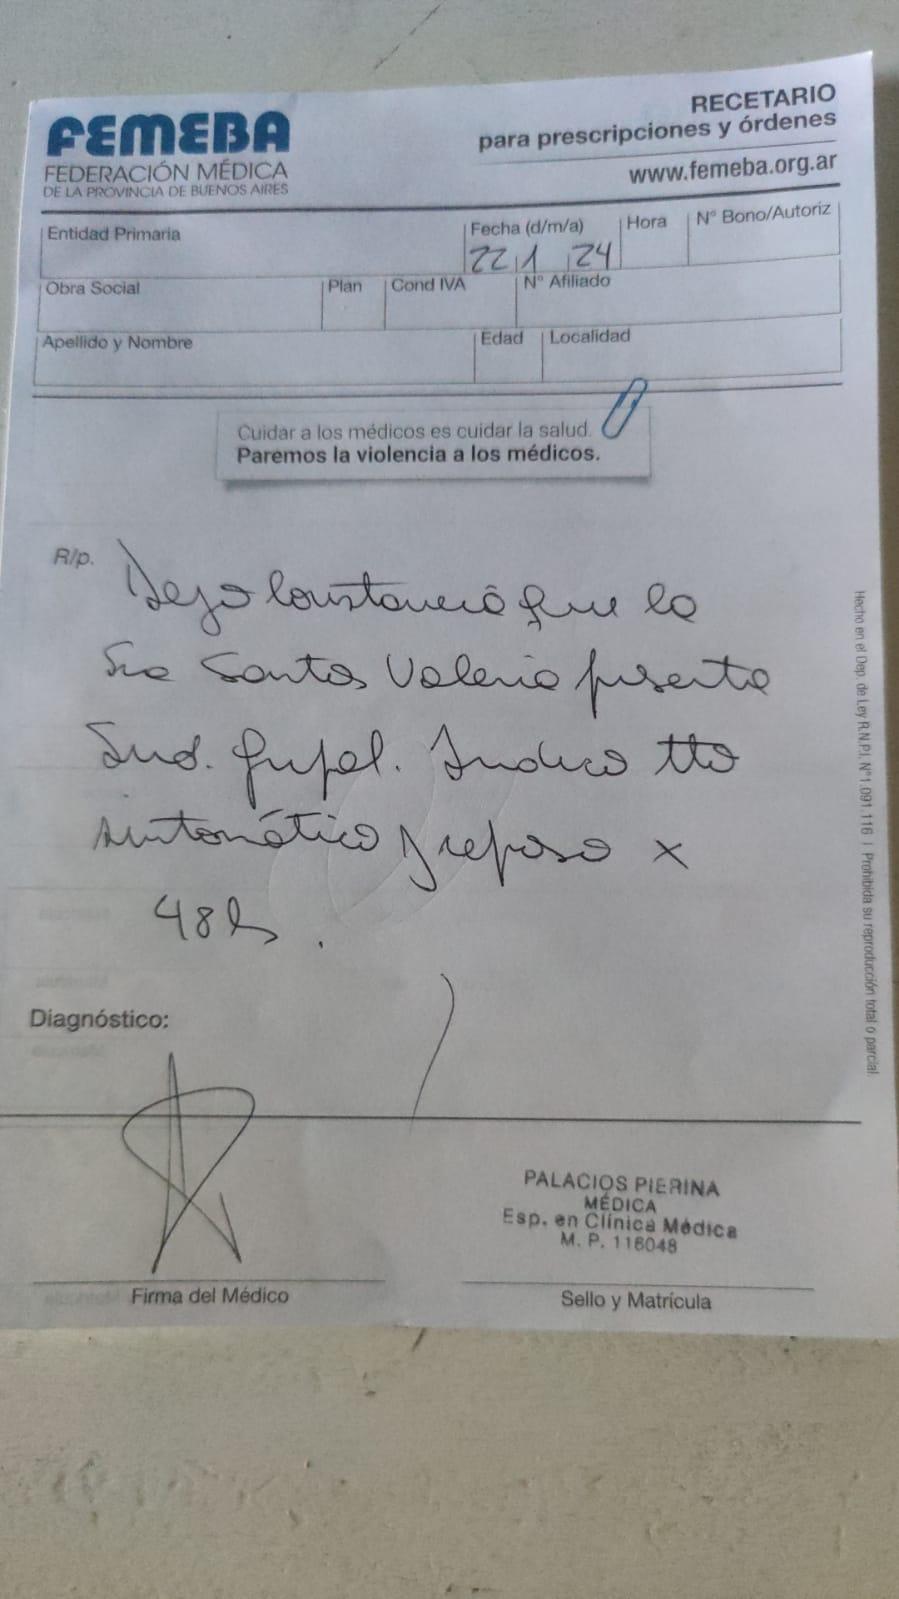 FEMEBA
FEDERACIÓN MÉDICA
DE LA PROVINCIA DE BUENOS AIRES
RECETARIO
para prescripciones y órdenes
www.femeba.org.ar
Entidad Primaria
Fecha (d/m/a)
22 1 24
Hora
N° Bono/Autoriz
Obra Social
Plan
Cond IVA
N° Afiliado
Apellido y Nombre
Edad
Localidad
Cuidar a los médicos es cuidar la salud.
Paremos la violencia a los médicos.
R/p.
Dejo constancia que la
Sra Santos Valeria presenta
Sind. gripal. Indico tto
sintomático y reposo x
48h.
Diagnóstico:
PALACIOS PIERINA
MÉDICA
Esp. en Clínica Médica
M. P. 116048
Firma del Médico
Sello y Matrícula
Hecho en el Dep. de Ley R.N.P.I. N° 1.091.116 | Prohibida su reproducción total o parcial.